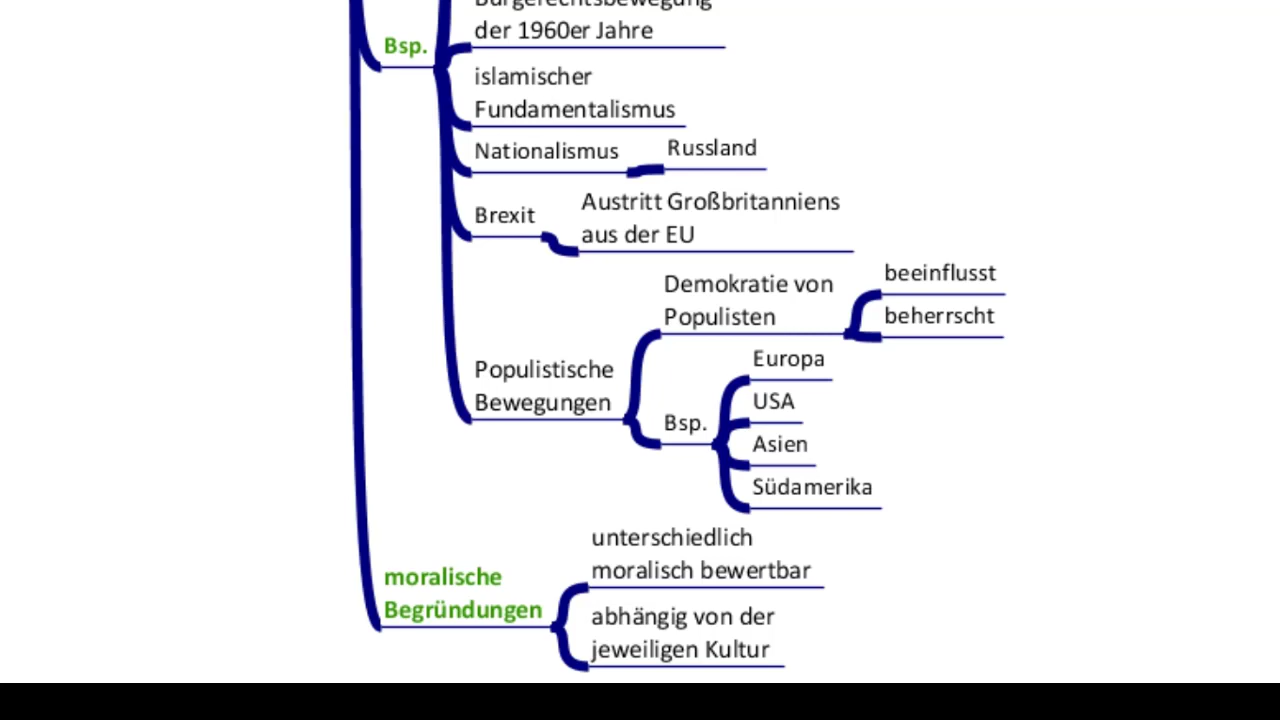 Bürgerrechtsbewegung
der 1960er Jahre
Bsp.
islamischer
Fundamentalismus
Nationalismus
Russland
Brexit
Austritt Großbritanniens
aus der EU
Populistische
Bewegungen
Demokratie von
Populisten
beeinflusst
beherrscht
Bsp.
Europa
USA
Asien
Südamerika
moralische
Begründungen
unterschiedlich
moralisch bewertbar
abhängig von der
jeweiligen Kultur